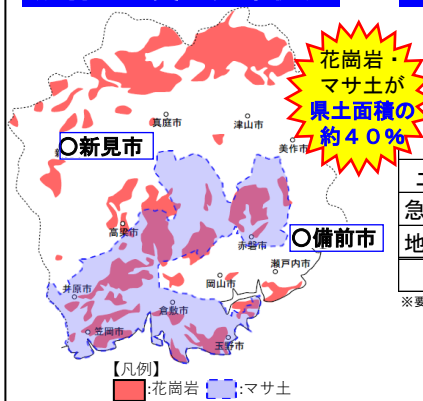 花崗岩・
マサ土が
県土面積の
約４０％
真庭市
津山市
美作市
○新見市
高梁市
赤磐市
○備前市
瀬戸内市
岡山市
井原市
倉敷市
笠岡市
玉野市
急
地
※要
【凡例】
:花崗岩
:マサ土